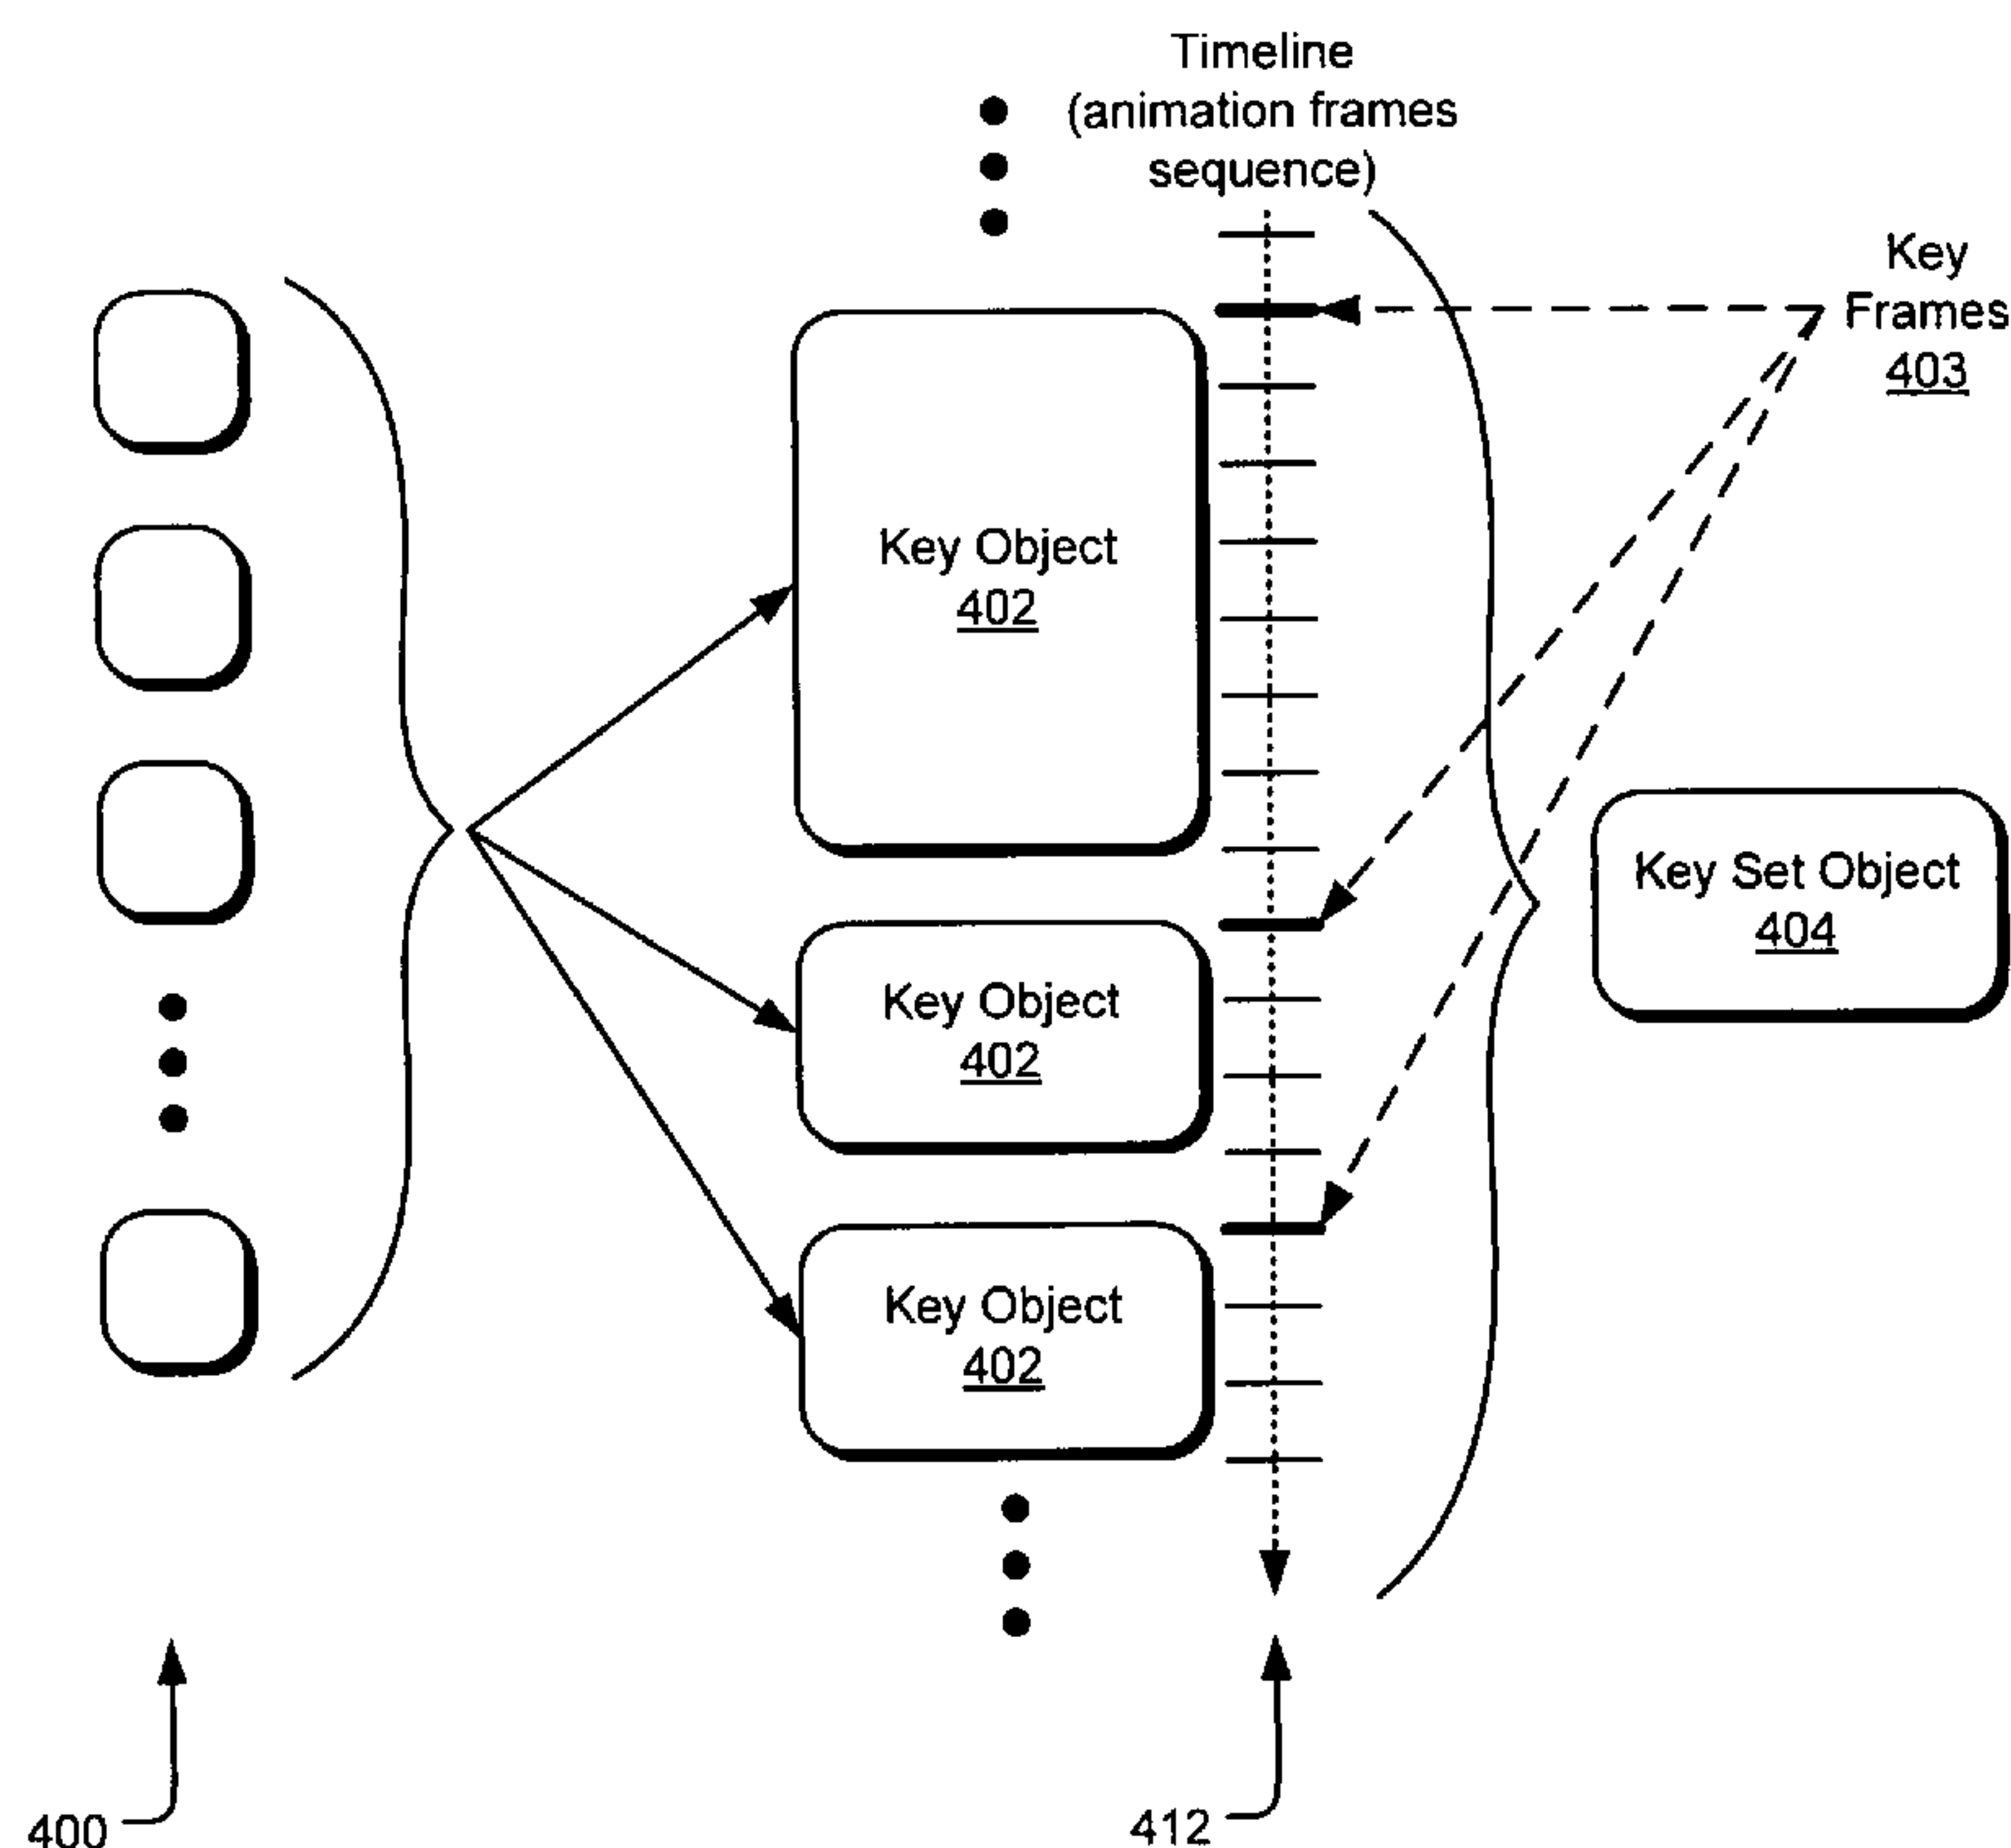 Timeline
(animation frames
sequence)
Key
Frames
403
Key Object
402
Key Set Object
404
Key Object
402
Key Object
402
400
412